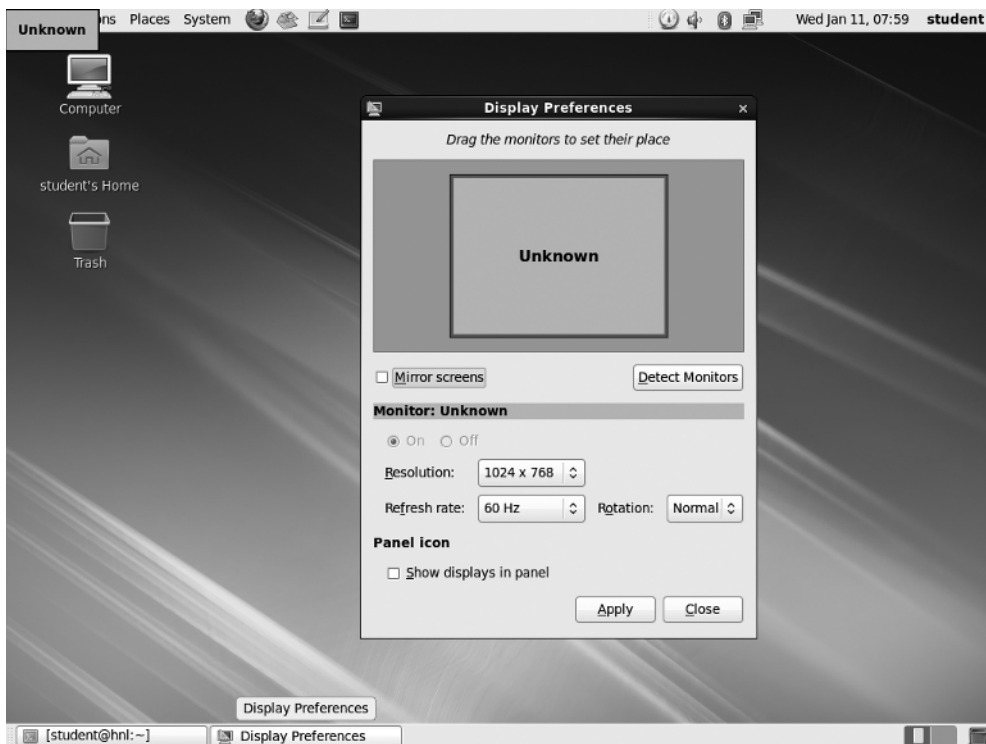 Unknown
ns Places System Wed Jan 11, 07:59 student
Computer
student's Home
Trash
Display Preferences
Drag the monitors to set their place
Unknown
Mirror screens Detect Monitors
Monitor: Unknown
On Off
Resolution: 1024 x 768
Refresh rate: 60 Hz Rotation: Normal
Panel icon
Show displays in panel
Apply Close
Display Preferences
[student@hnl:~] Display Preferences